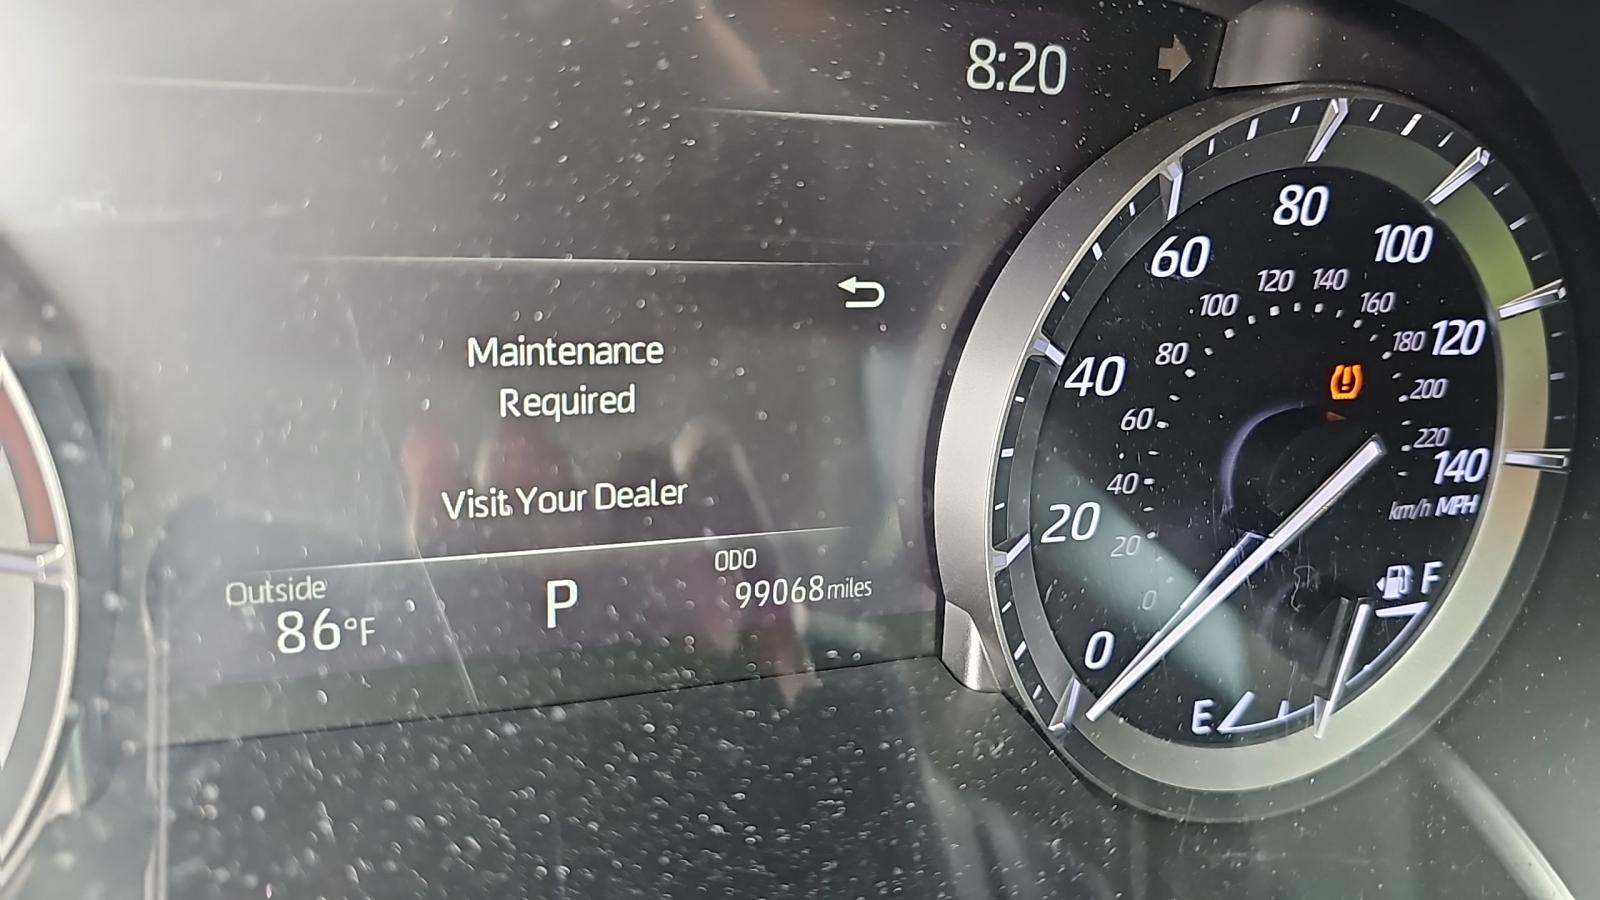 8:20
Maintenance
Required
Visit Your Dealer
Outside
86°F
P
ODO
99068 miles
0
20
40
60
80
100
120
140
0
20
40
60
80
100
120
140
160
180
200
220
km/h MPH
E
F